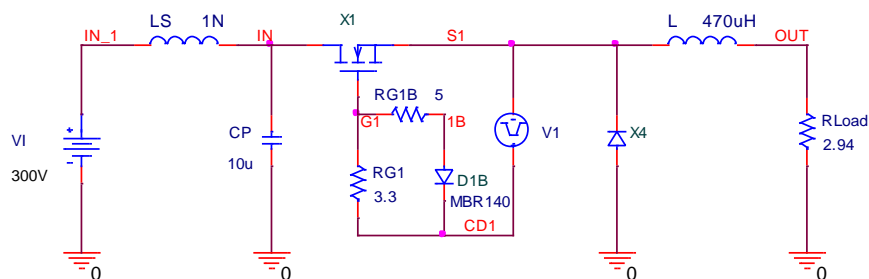 LS 1N
X1
L 470uH
IN_1
IN
S1
OUT
RG1B 5
G1
1B
VI
300V
CP
10u
RG1
3.3
D1B
MBR140
V1
X4
RLoad
2.94
CD1
0
0
0
0